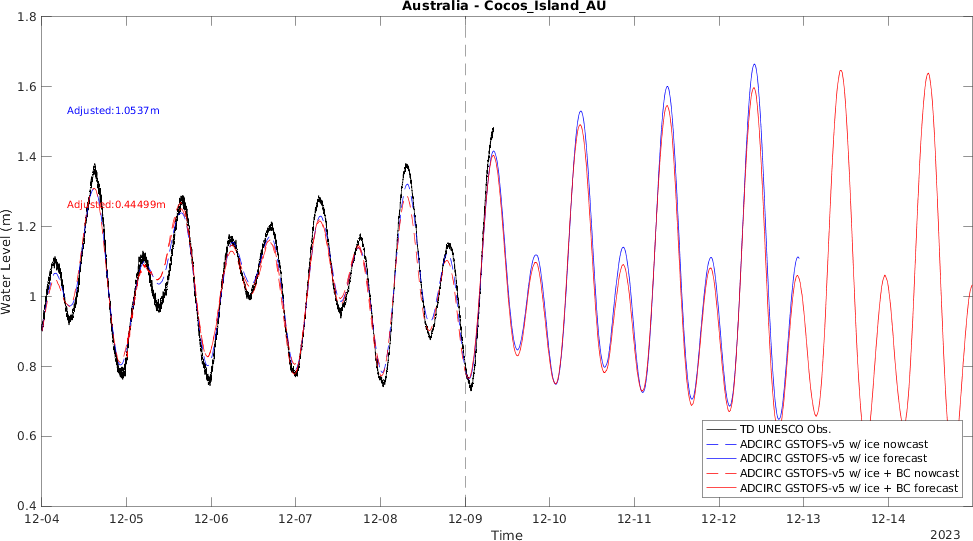 Australia - Cocos_Island_AU
1.8
1.6
1.4
1.2
1
0.8
0.6
0.4
Water Level (m)
Adjusted:1.0537m
Adjusted:0.44499m
TD UNESCO Obs.
ADCIRC GSTOFS-v5 w/ ice nowcast
ADCIRC GSTOFS-v5 w/ ice forecast
ADCIRC GSTOFS-v5 w/ ice + BC nowcast
ADCIRC GSTOFS-v5 w/ ice + BC forecast
12-04 12-05 12-06 12-07 12-08 12-09 12-10 12-11 12-12 12-13 12-14
Time
2023